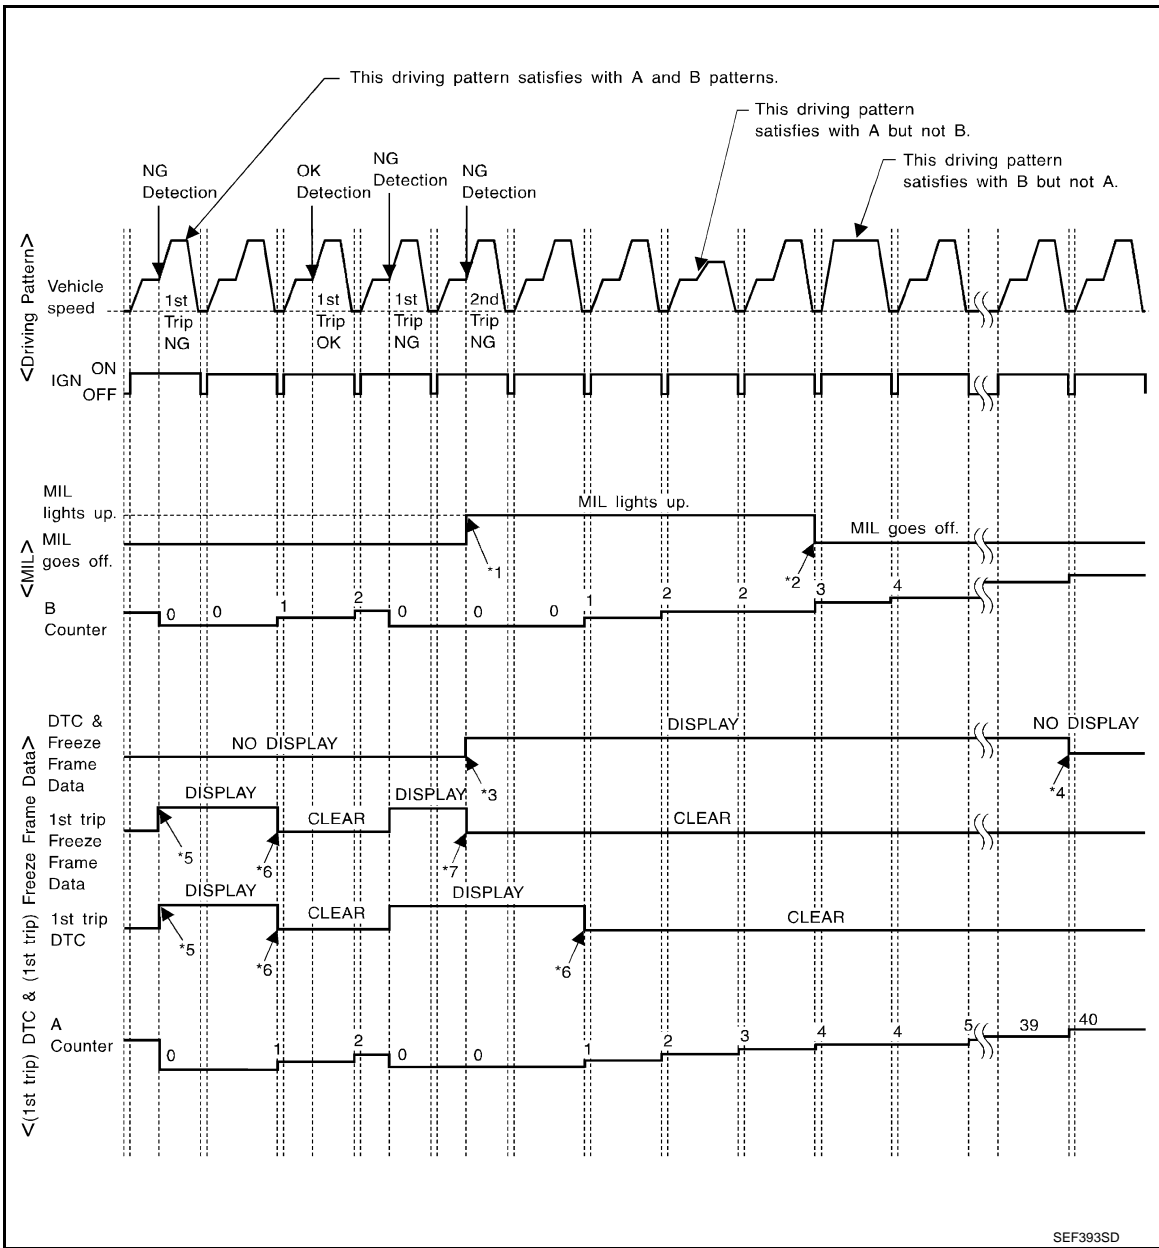 This driving pattern satisfies with A and B patterns.
This driving pattern
satisfies with A but not B.
This driving pattern
satisfies with B but not A.
NG
Detection
OK
Detection
NG
Detection
NG
Detection
<Driving Pattern>
Vehicle
speed
1st
Trip
NG
1st
Trip
OK
1st
Trip
NG
2nd
Trip
NG
IGN
ON
OFF
<MIL>
MIL
lights up.
MIL
goes off.
MIL lights up.
MIL goes off.
*1
*2
B
Counter
0 0 1 2 0 0 0 1 2 2 3 4
<(1st trip) DTC & (1st trip) Freeze Frame Data>
DTC &
Freeze
Frame
Data
NO DISPLAY
DISPLAY
NO DISPLAY
*3
*4
1st trip
Freeze
Frame
Data
DISPLAY
CLEAR
DISPLAY
CLEAR
*5
*6
*7
1st trip
DTC
DISPLAY
CLEAR
DISPLAY
CLEAR
*5
*6
*6
A
Counter
0 1 2 0 0 1 2 3 4 4 5 39 40
SEF393SD